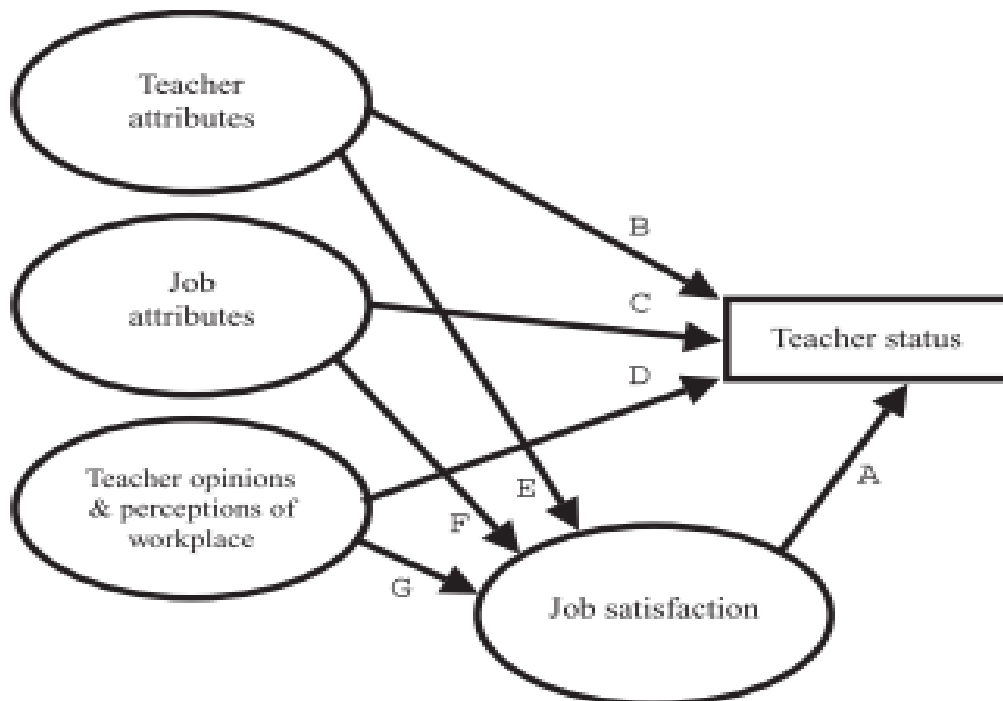 Teacher
attributes
B
Job
attributes
C
Teacher status
D
Teacher opinions
& perceptions of
workplace
E
A
F
G
Job satisfaction